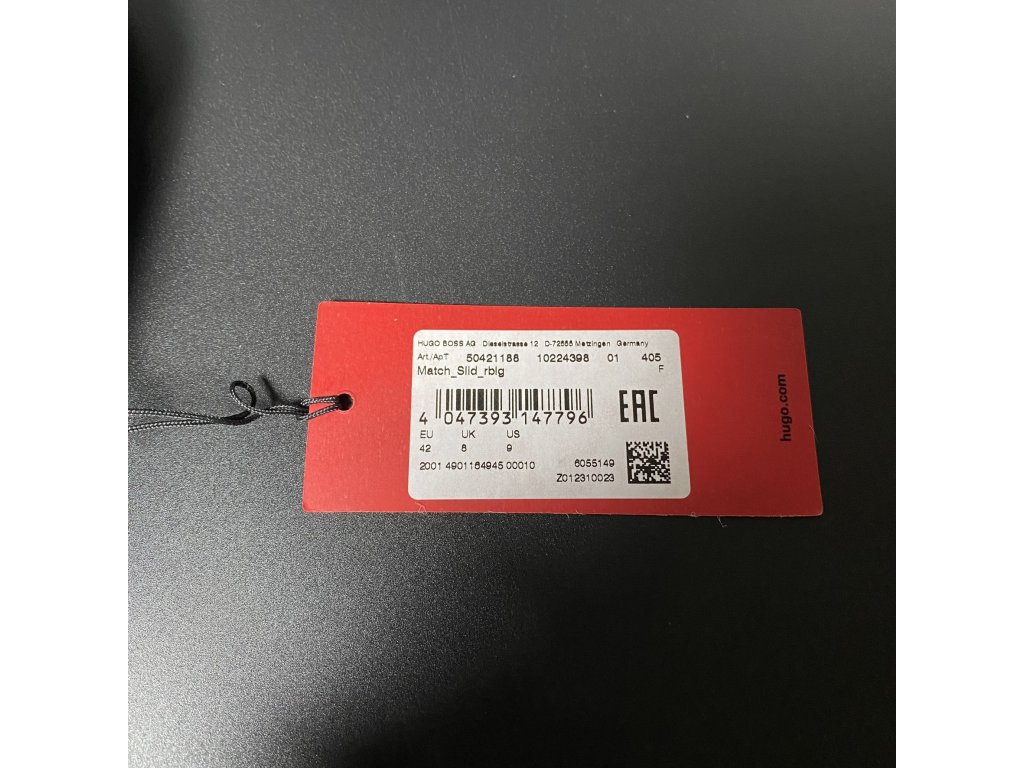 HUGO BOSS AG Dieselstrasse 12 D-72555 Metzingen Germany
Art./ApT 50421188 10224398 01 405
F
Match_Slid_rblg
4 047393 147796
EAC
EU UK US
42 8 9
2001 4901164945 00010 6055149
Z012310023
hugo.com